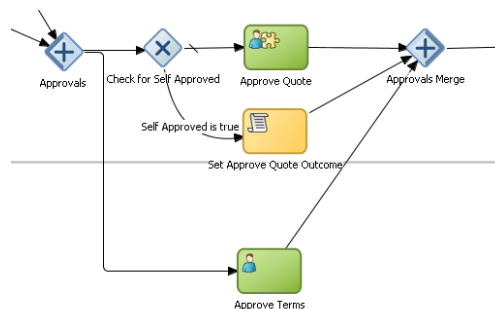 Approvals
Check for Self Approved
Approve Quote
Approvals Merge
Self Approved is true
Set Approve Quote Outcome
Approve Terms